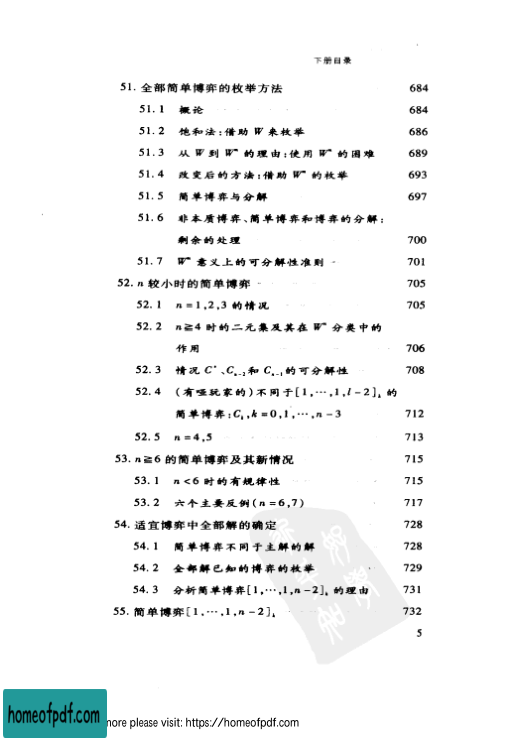 下册目录
51. 全部简单博弈的枚举方法 684
51.1 概论 684
51.2 饱和法:借助 W 来枚举 686
51.3 从 W 到 Wᵐ 的理由:使用 Wᵐ 的困难 689
51.4 改变后的方法:借助 Wᵐ 的枚举 693
51.5 简单博弈与分解 697
51.6 非本质博弈、简单博弈和博弈的分解:
剩余的处理 700
51.7 Wᵐ 意义上的可分解性准则 701
52. n 较小时的简单博弈 705
52.1 n=1,2,3 的情况 705
52.2 n≧4 时的二元集及其在 Wᵐ 分类中的
作用 706
52.3 情况 C*、Cₙ₋₂和 Cₙ₋₁的可分解性 708
52.4 (有哑玩家的)不同于[1,…,1,l-2]ₕ 的
简单博弈:Cₖ,k=0,1,…,n-3 712
52.5 n=4,5 713
53. n≧6 的简单博弈及其新情况 715
53.1 n<6 时的有规律性 715
53.2 六个主要反例(n=6,7) 717
54. 适宜博弈中全部解的确定 728
54.1 简单博弈不同于主解的解 728
54.2 全部解已知的博弈的枚举 729
54.3 分析简单博弈[1,…,1,n-2]ₕ 的理由 731
55. 简单博弈[1,…,1,n-2]ₕ 732
5
homeofpdf.com
more please visit: https://homeofpdf.com